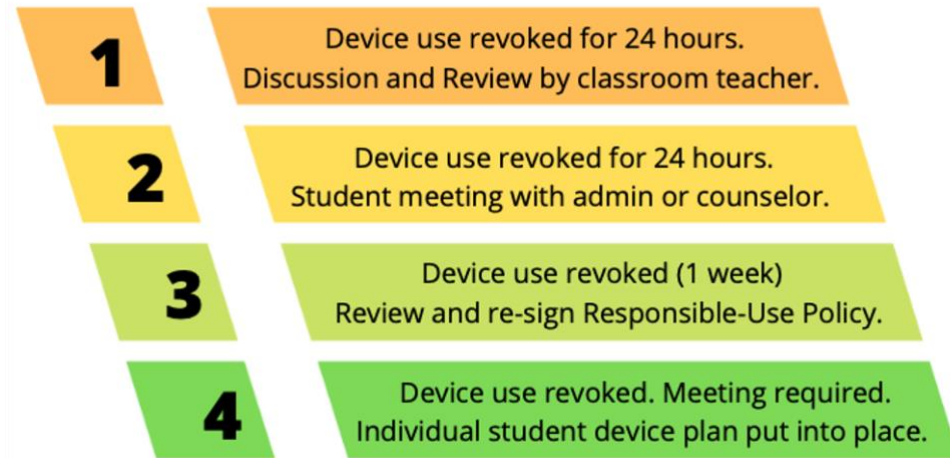 1
Device use revoked for 24 hours.
Discussion and Review by classroom teacher.
2
Device use revoked for 24 hours.
Student meeting with admin or counselor.
3
Device use revoked (1 week)
Review and re-sign Responsible-Use Policy.
4
Device use revoked. Meeting required.
Individual student device plan put into place.